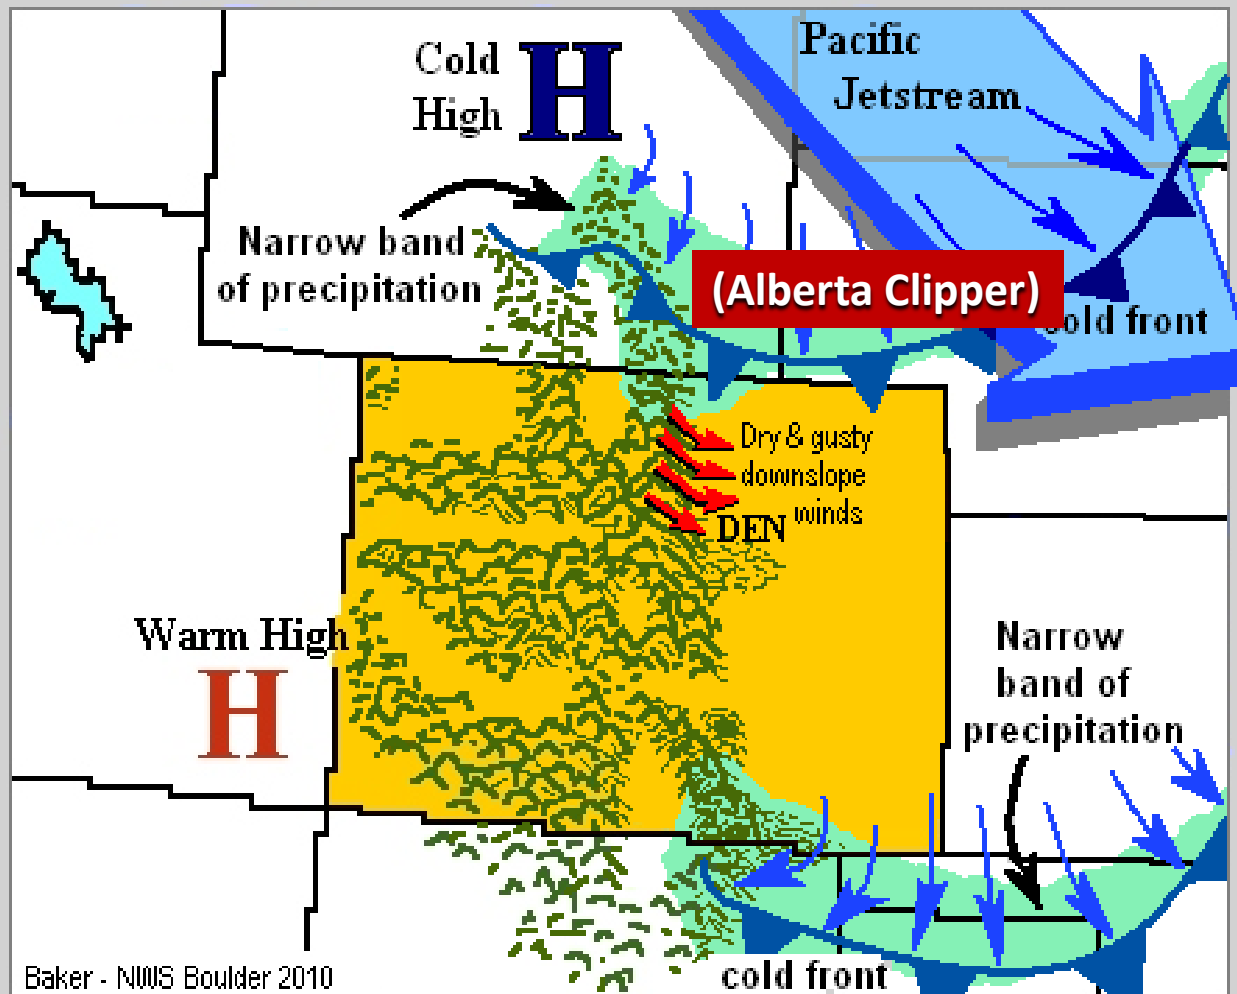 Cold
High
H
Pacific
Jetstream
Narrow band
of precipitation
(Alberta Clipper)
cold front
Dry & gusty
downslope
winds
DEN
Warm High
H
Narrow
band of
precipitation
cold front
Baker - NWS Boulder 2010